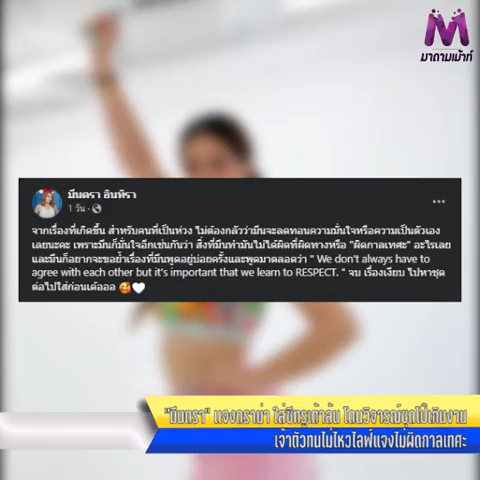 มาดามเม้าท์
มีนตรา อินทิรา
1 วัน
จากเรื่องที่เกิดขึ้น สำหรับคนที่เป็นห่วง ไม่ต้องกลัวว่ามีนจะลดทอนความมั่นใจหรือความเป็นตัวเอง
เลยนะคะ เพราะมีนก็มั่นใจอีกเช่นกันว่า สิ่งที่มีนทำมันไม่ได้ผิดที่ผิดทางหรือ "ผิดกาลเทศะ" อะไรเลย
และมีนก็อยากจะขอย้ำเรื่องที่มีนพูดอยู่บ่อยครั้งและพูดมาตลอดว่า " We don't always have to
agree with each other but it's important that we learn to RESPECT. " จบ เรื่องเงียบ ไปหาชุด
ต่อไปใส่ก่อนเด้อออ 🥰🤍
"มีนตรา" แจงดราม่า ใส่ซีทรูเต้าล้น โดนวิจารณ์ชุดโป๊เกินงาม
เจ้าตัวทนไม่ไหวไลฟ์แจงไม่ผิดกาลเทศะ